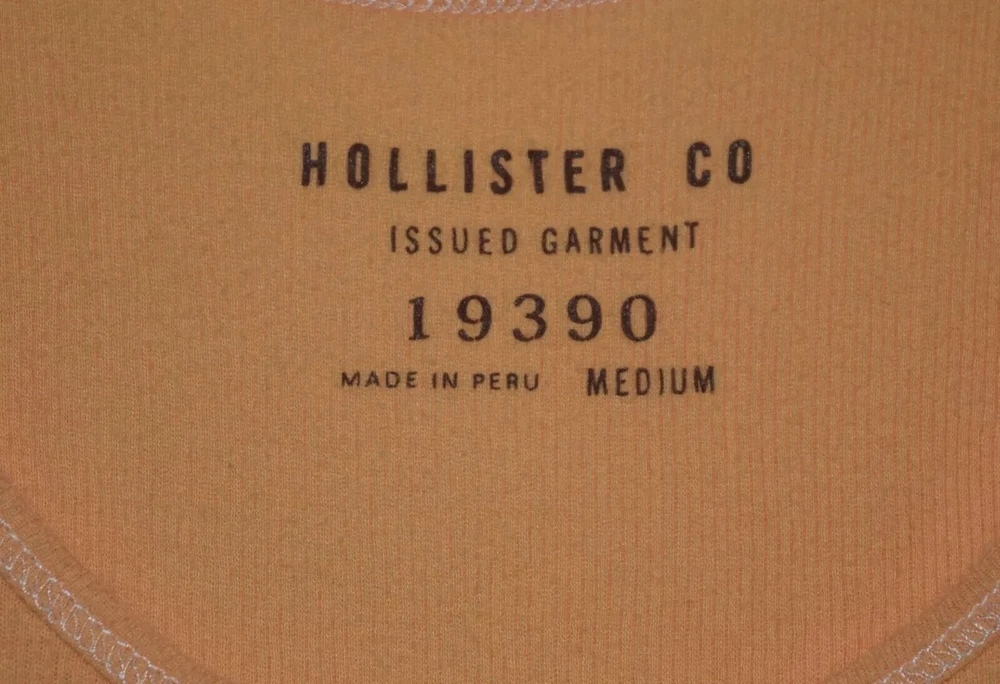 HOLLISTER CO
ISSUED GARMENT
19390
MADE IN PERU MEDIUM